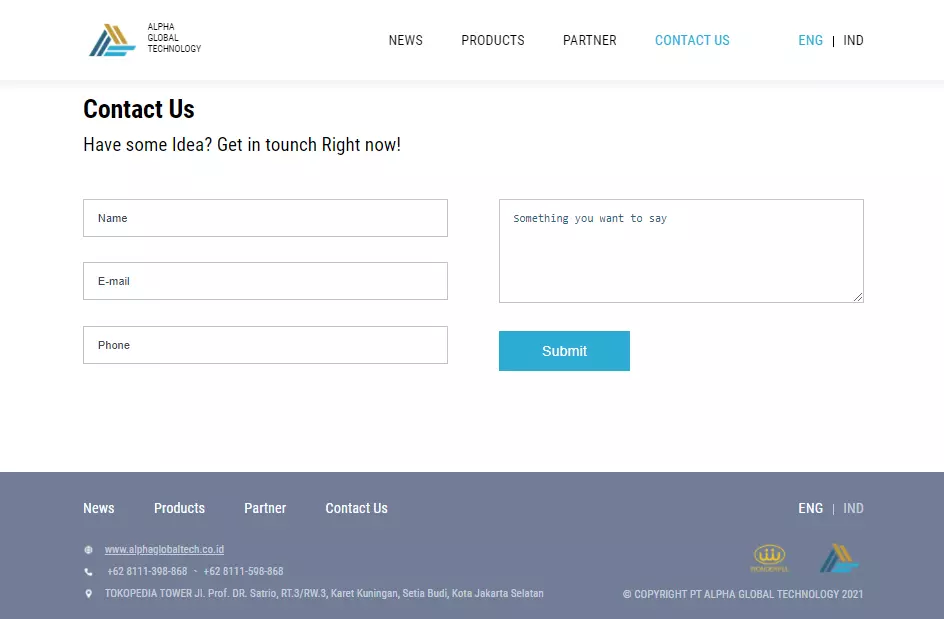 ALPHA
GLOBAL
TECHNOLOGY
NEWS PRODUCTS PARTNER CONTACT US ENG | IND
Contact Us
Have some Idea? Get in tounch Right now!
Name
E-mail
Phone
Something you want to say
Submit
News Products Partner Contact Us ENG | IND
www.alphaglobaltech.co.id
+62 8111-398-868 - +62 8111-598-868
TOKOPEDIA TOWER Jl. Prof. DR. Satrio, RT.3/RW.3, Karet Kuningan, Setia Budi, Kota Jakarta Selatan
© COPYRIGHT PT ALPHA GLOBAL TECHNOLOGY 2021